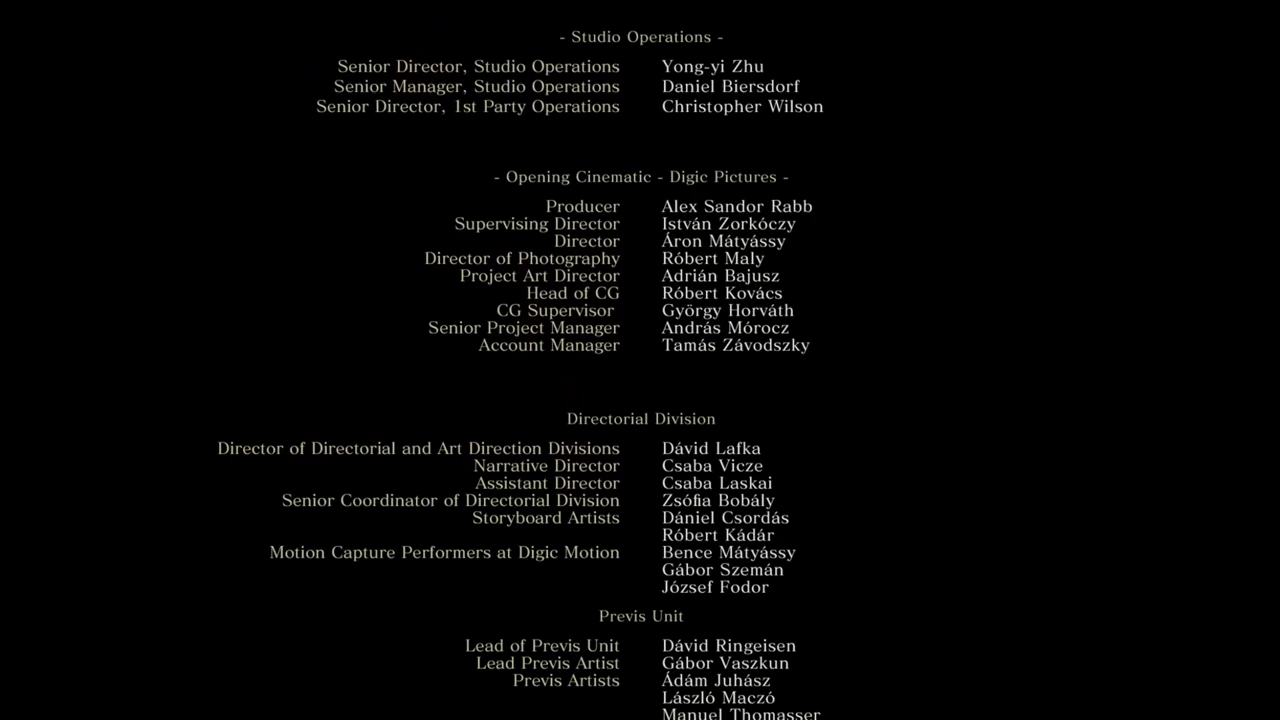 - Studio Operations -
Senior Director, Studio Operations Yong-yi Zhu
Senior Manager, Studio Operations Daniel Biersdorf
Senior Director, 1st Party Operations Christopher Wilson
- Opening Cinematic - Digic Pictures -
Producer Alex Sandor Rabb
Supervising Director István Zorkóczy
Director Áron Mátyássy
Director of Photography Róbert Maly
Project Art Director Adrián Bajusz
Head of CG Róbert Kovács
CG Supervisor György Horváth
Senior Project Manager András Mórocz
Account Manager Tamás Závodszky
Directorial Division
Director of Directorial and Art Direction Divisions Dávid Lafka
Narrative Director Csaba Vicze
Assistant Director Csaba Laskai
Senior Coordinator of Directorial Division Zsófia Bobály
Storyboard Artists Dániel Csordás
Róbert Kádár
Motion Capture Performers at Digic Motion Bence Mátyássy
Gábor Szemán
József Fodor
Previs Unit
Lead of Previs Unit Dávid Ringeisen
Lead Previs Artist Gábor Vaszkun
Previs Artists Ádám Juhász
László Maczó
Manuel Thomasser